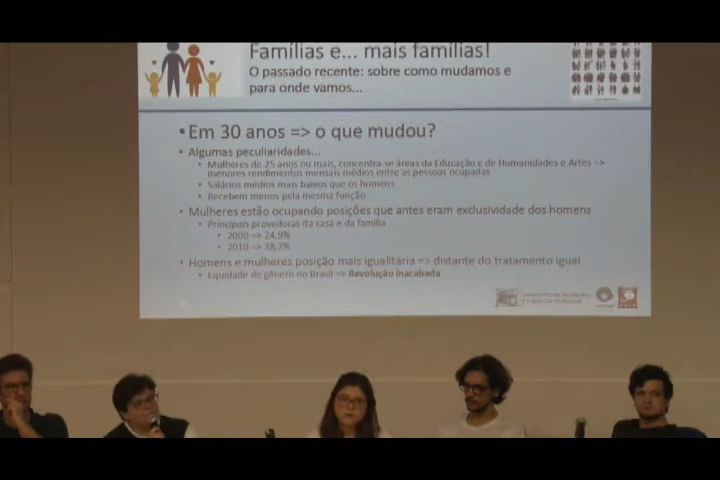 Famílias e... mais famílias!
O passado recente: sobre como mudamos e
para onde vamos...
Em 30 anos => o que mudou?
Algumas peculiaridades...
Mulheres de 25 anos ou mais, concentra-se áreas da Educação e de Humanidades e Artes =>
menores rendimentos mensais médios entre as pessoas ocupadas
Salários médios mais baixos que os homens
Recebem menos pela mesma função
Mulheres estão ocupando posições que antes eram exclusividade dos homens
Principais provedoras da casa e da família
2000 => 24,9%
2010 => 38,7%
Homens e mulheres posição mais igualitária => distante do tratamento igual
Equidade de gênero no Brasil => Revolução inacabada